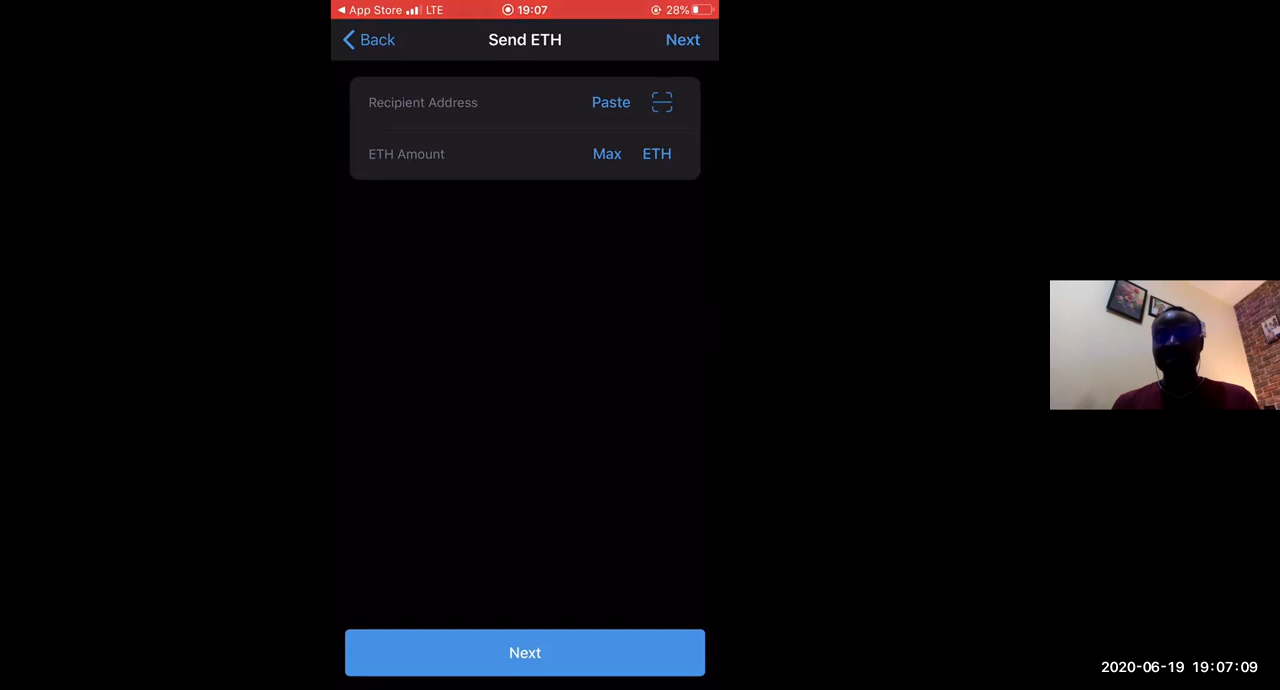 App Store LTE 19:07 28%
Back Send ETH Next
Recipient Address Paste
ETH Amount Max ETH
Next
2020-06-19 19:07:09